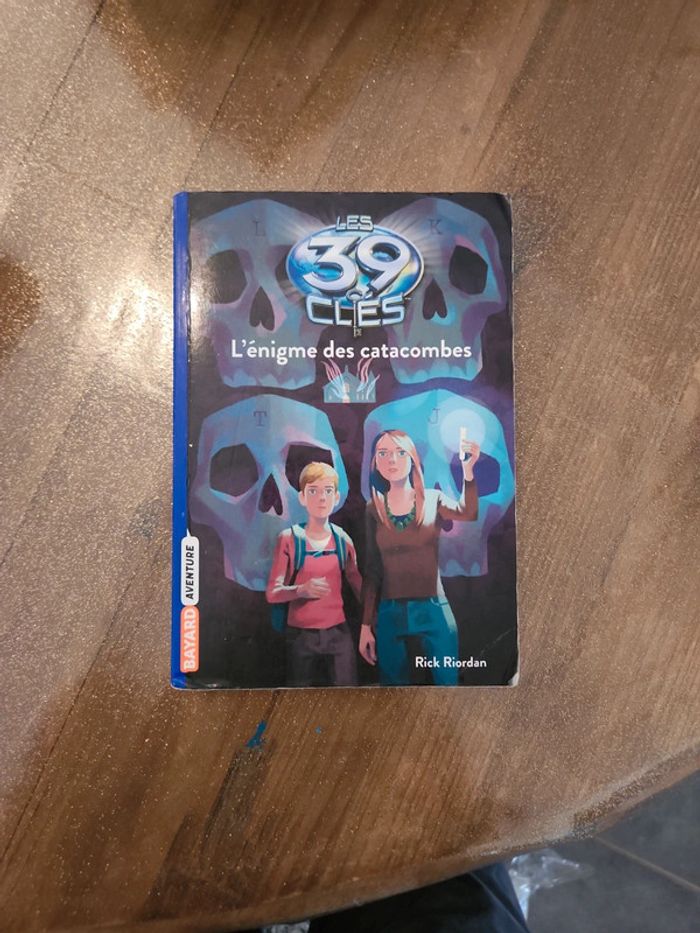 LES
39
CLÉS
L K
L'énigme des catacombes
T J
BAYARD AVENTURE
Rick Riordan